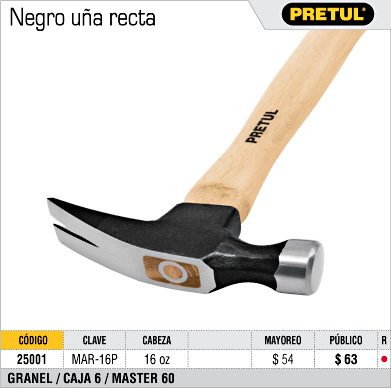 Negro uña recta
PRETUL®
PRETUL
CÓDIGO CLAVE CABEZA MAYOREO PÚBLICO R
25001 MAR-16P 16 oz $ 54 $ 63 ●
GRANEL / CAJA 6 / MASTER 60